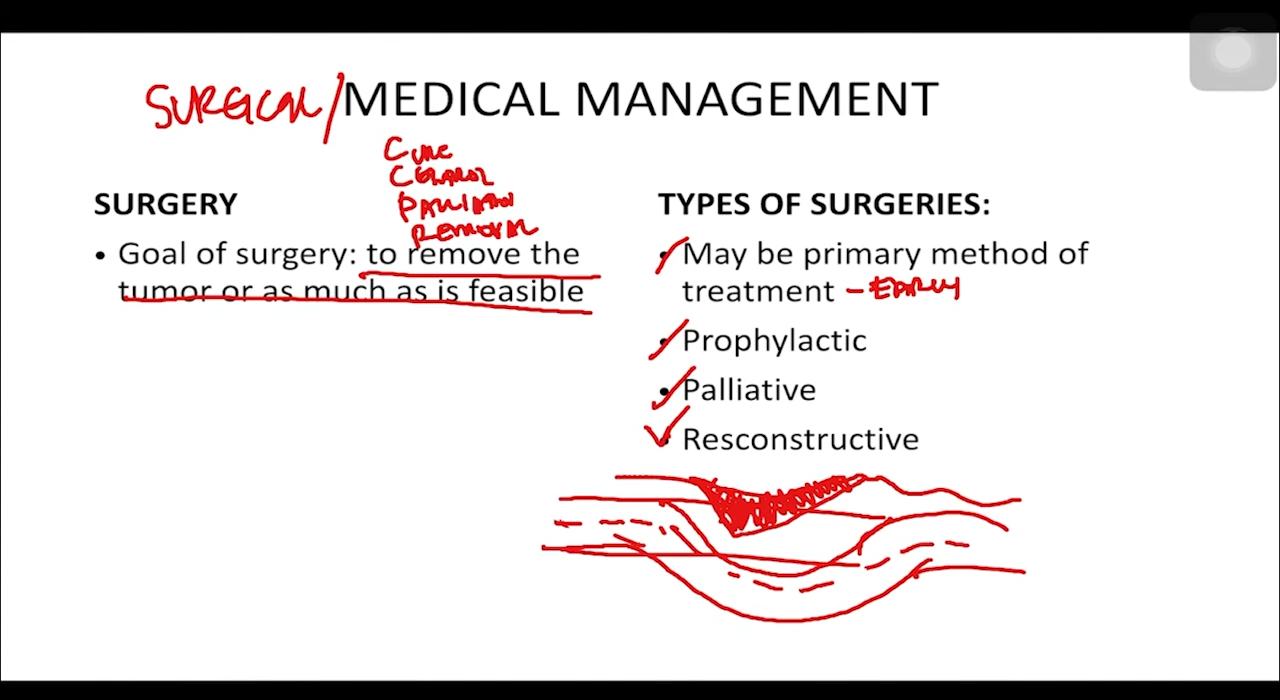 SURGICAL/MEDICAL MANAGEMENT
CURE
CONTROL
PALLIATION
REMOVAL
SURGERY
• Goal of surgery: to remove the
tumor or as much as is feasible
TYPES OF SURGERIES:
• May be primary method of
treatment - EARLY
• Prophylactic
• Palliative
• Resconstructive